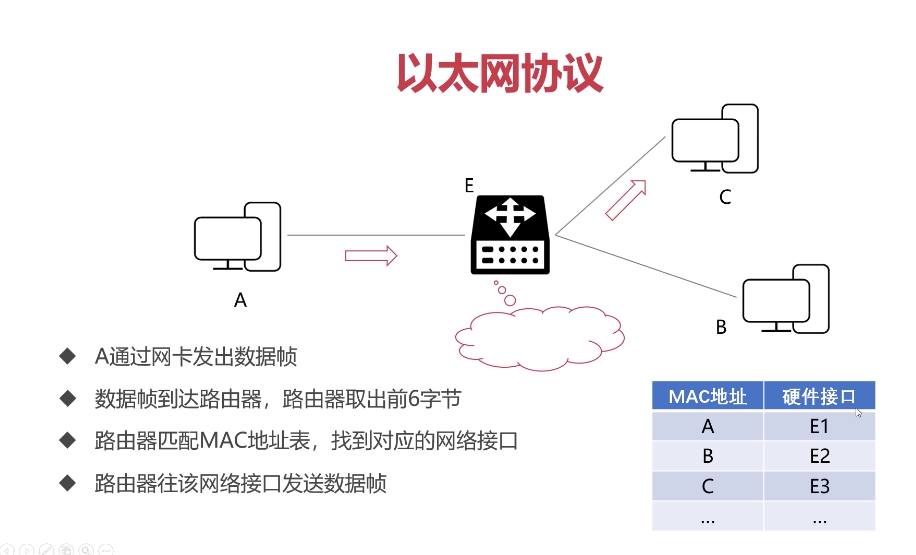 以太网协议
E
C
A
B
◆ A通过网卡发出数据帧
◆ 数据帧到达路由器，路由器取出前6字节
◆ 路由器匹配MAC地址表，找到对应的网络接口
◆ 路由器往该网络接口发送数据帧
MAC地址 硬件接口
A E1
B E2
C E3
... ...